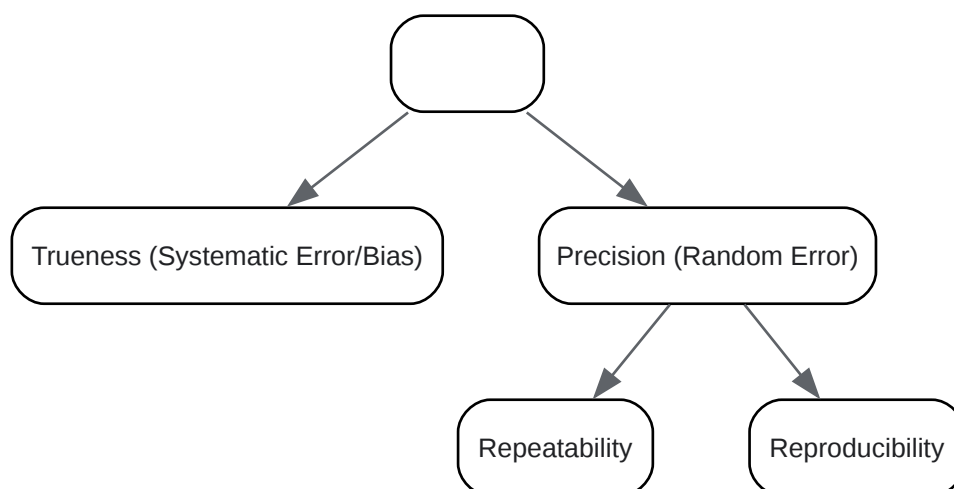 Trueness (Systematic Error/Bias)
Precision (Random Error)
Repeatability
Reproducibility